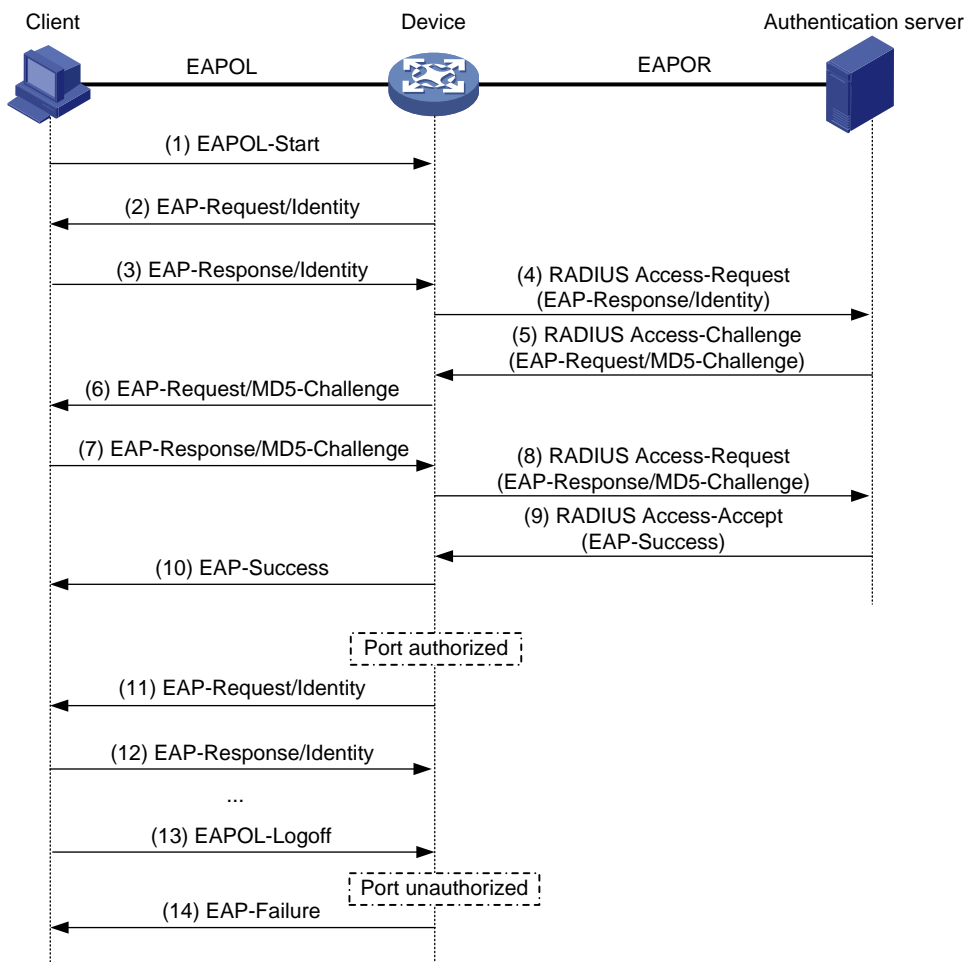 Client
Device
Authentication server
EAPOL
EAPOR
(1) EAPOL-Start
(2) EAP-Request/Identity
(3) EAP-Response/Identity
(4) RADIUS Access-Request
(EAP-Response/Identity)
(5) RADIUS Access-Challenge
(EAP-Request/MD5-Challenge)
(6) EAP-Request/MD5-Challenge
(7) EAP-Response/MD5-Challenge
(8) RADIUS Access-Request
(EAP-Response/MD5-Challenge)
(9) RADIUS Access-Accept
(EAP-Success)
(10) EAP-Success
Port authorized
(11) EAP-Request/Identity
(12) EAP-Response/Identity
...
(13) EAPOL-Logoff
Port unauthorized
(14) EAP-Failure